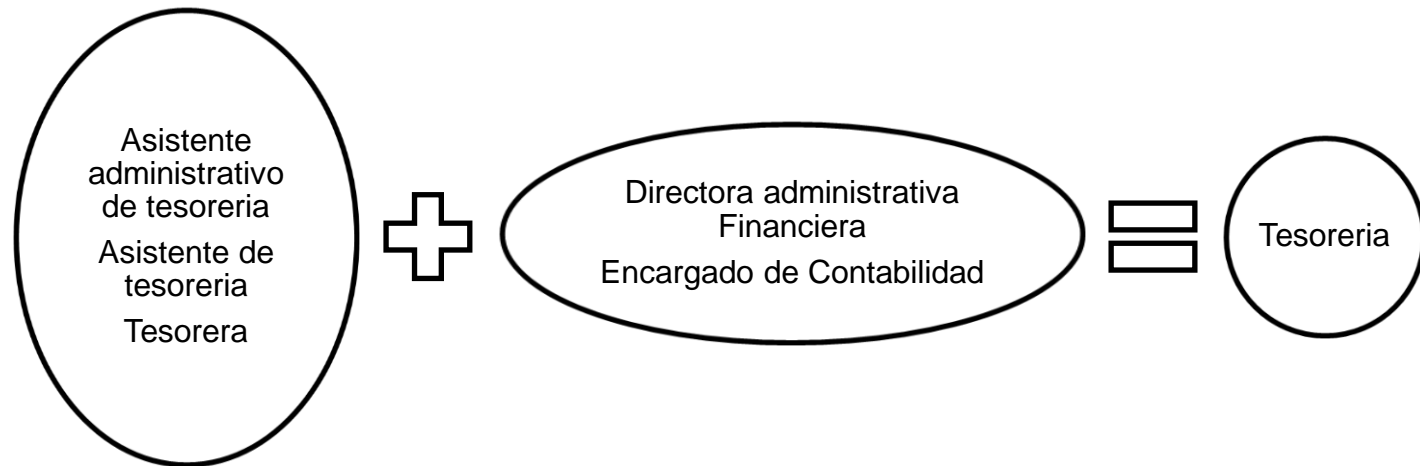 Asistente
administrativo
de tesoreria
Asistente de
tesoreria
Tesorera
Directora administrativa
Financiera
Encargado de Contabilidad
Tesoreria